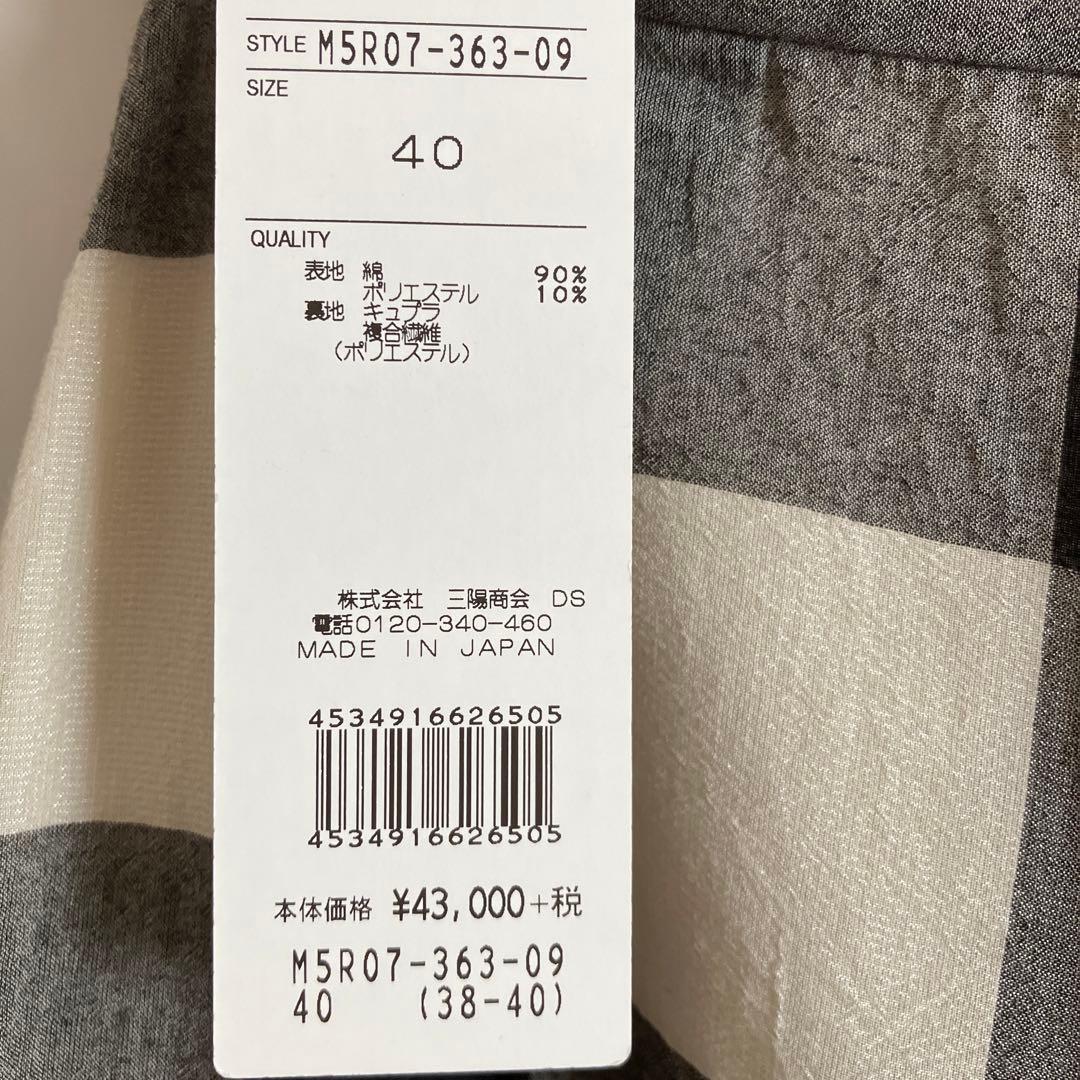 STYLE M5R07-363-09
SIZE
40
QUALITY
表地 綿 90%
ポリエステル 10%
裏地 キュプラ
複合繊維
(ポリエステル)
株式会社 三陽商会 DS
電話0120-340-460
MADE IN JAPAN
4534916626505
4534916626505
本体価格 ¥43,000+税
M5R07-363-09
40 (38-40)